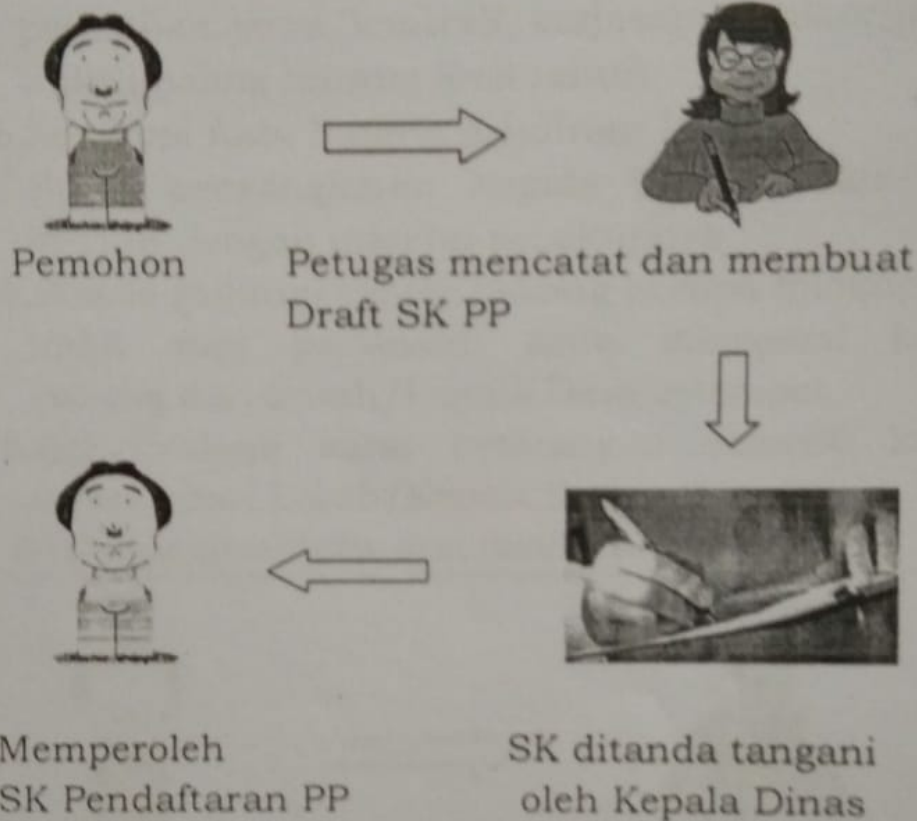 Pemohon
Petugas mencatat dan membuat
Draft SK PP
SK ditanda tangani
oleh Kepala Dinas
Memperoleh
SK Pendaftaran PP